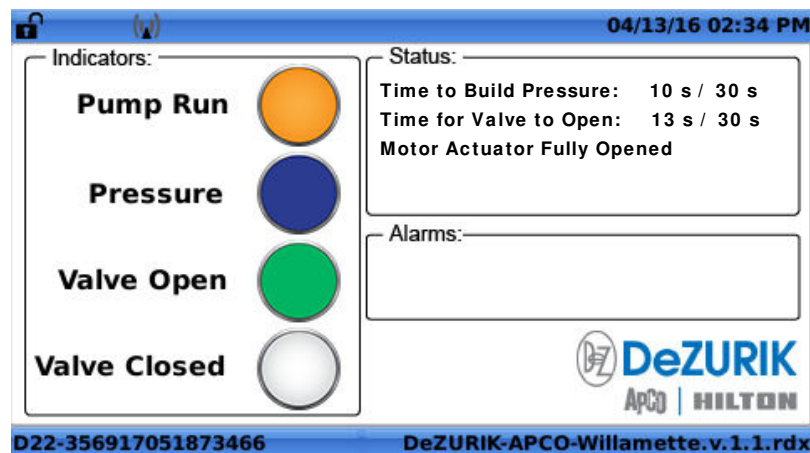 04/13/16 02:34 PM
Indicators:
Pump Run
Pressure
Valve Open
Valve Closed
Status:
Time to Build Pressure: 10 s / 30 s
Time for Valve to Open: 13 s / 30 s
Motor Actuator Fully Opened
Alarms:
DZ DeZURIK
APCO | HILTON
D22-356917051873466 DeZURIK-APCO-Willamette.v.1.1.rdx